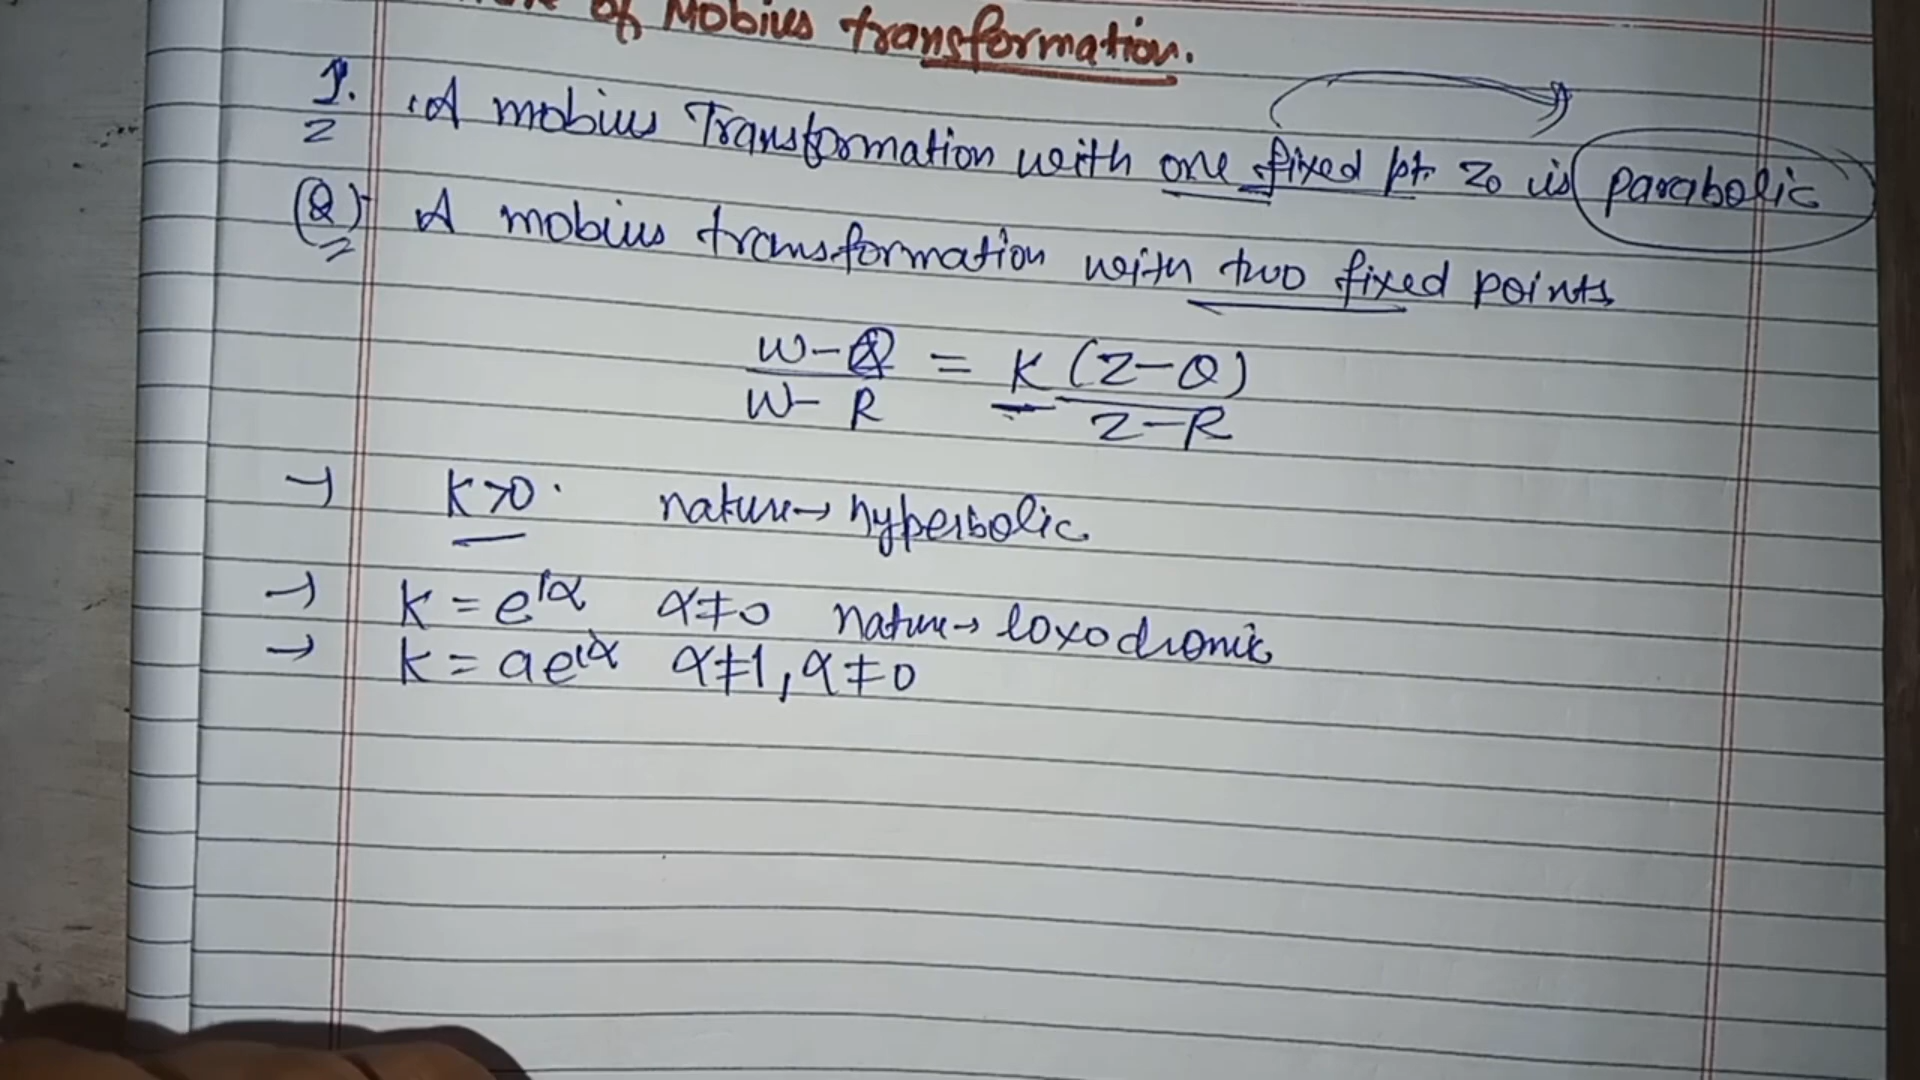 of Mobius transformation.
1. A mobius Transformation with one fixed pt. Zo is parabolic
(2) A mobius transformation with two fixed points
w-Q = K (z-Q)
w-R z-R
→ K>0. nature→ hyperbolic
→ K = e^iα α≠0 nature→ loxodromic
→ K = ae^iα α≠1, α≠0